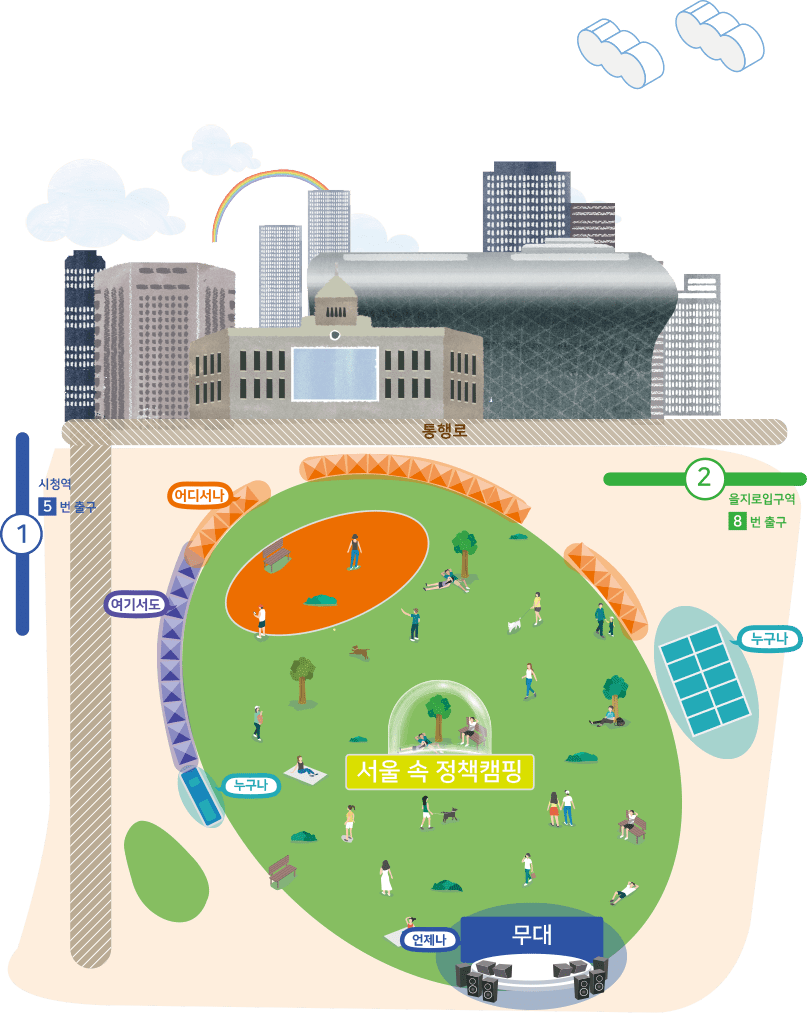 통행로
시청역
5 번 출구
1
2
을지로입구역
8 번 출구
어디서나
여기서도
누구나
서울 속 정책캠핑
누구나
언제나
무대